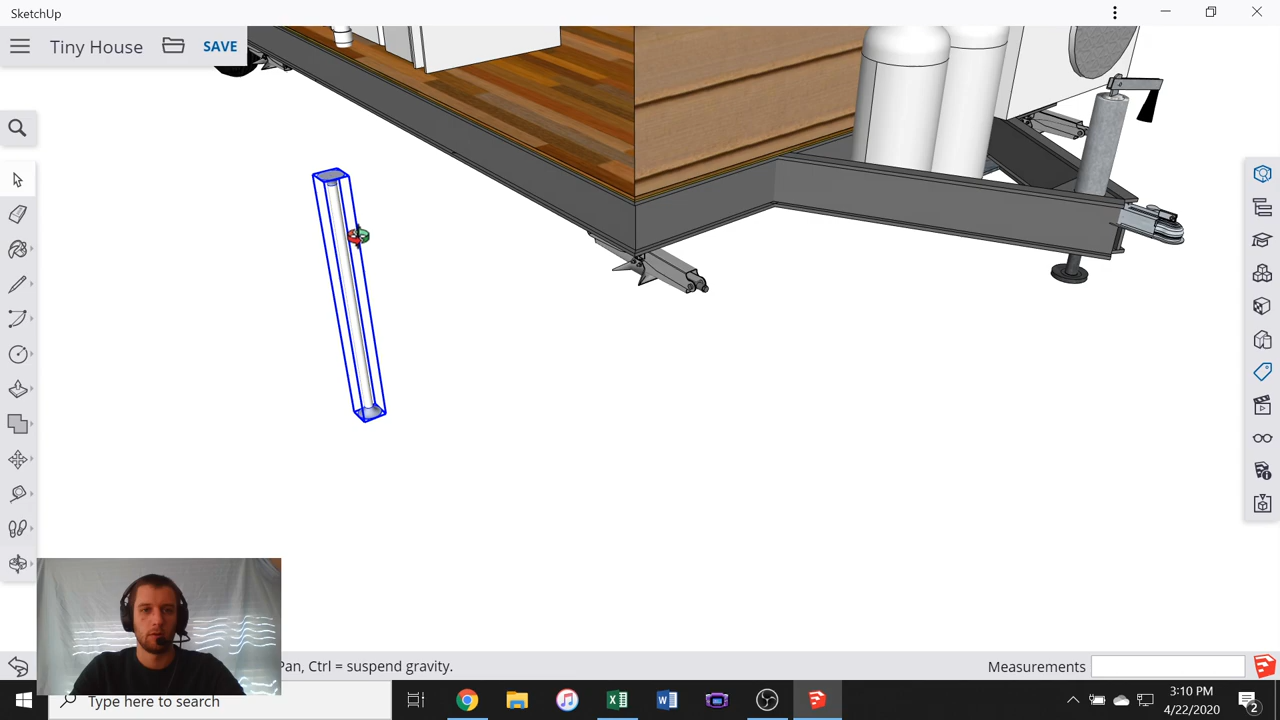 SketchUp
Tiny House
SAVE
Pan, Ctrl = suspend gravity.
Measurements
Type here to search
3:10 PM
4/22/2020
2